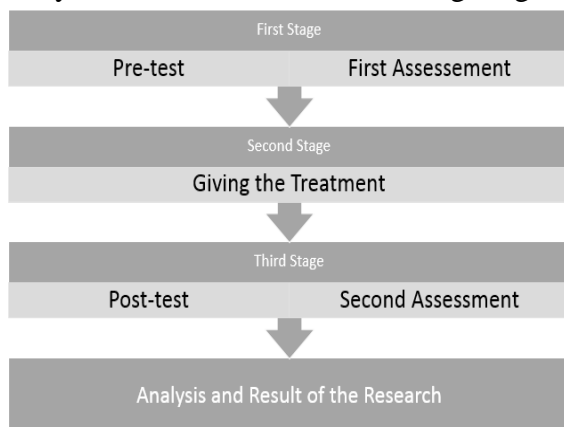 First Stage
Pre-test First Assessement
Second Stage
Giving the Treatment
Third Stage
Post-test Second Assessment
Analysis and Result of the Research